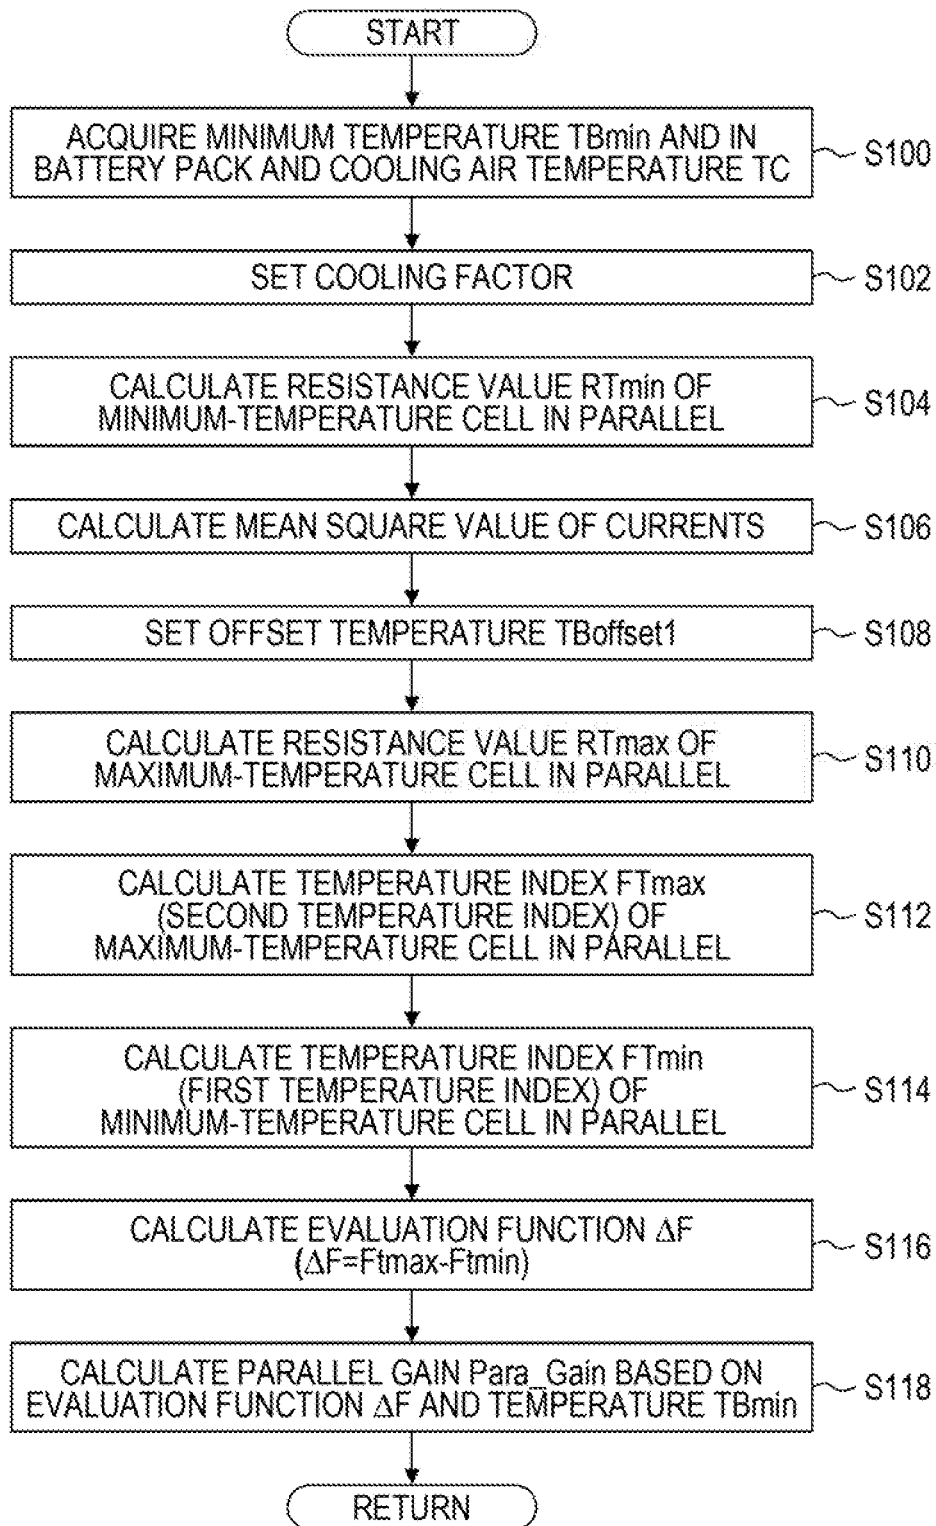 START
ACQUIRE MINIMUM TEMPERATURE TBmin AND IN
BATTERY PACK AND COOLING AIR TEMPERATURE TC
S100
SET COOLING FACTOR
S102
CALCULATE RESISTANCE VALUE RTmin OF
MINIMUM-TEMPERATURE CELL IN PARALLEL
S104
CALCULATE MEAN SQUARE VALUE OF CURRENTS
S106
SET OFFSET TEMPERATURE TBoffset1
S108
CALCULATE RESISTANCE VALUE RTmax OF
MAXIMUM-TEMPERATURE CELL IN PARALLEL
S110
CALCULATE TEMPERATURE INDEX FTmax
(SECOND TEMPERATURE INDEX) OF
MAXIMUM-TEMPERATURE CELL IN PARALLEL
S112
CALCULATE TEMPERATURE INDEX FTmin
(FIRST TEMPERATURE INDEX) OF
MINIMUM-TEMPERATURE CELL IN PARALLEL
S114
CALCULATE EVALUATION FUNCTION ΔF
(ΔF=Ftmax-Ftmin)
S116
CALCULATE PARALLEL GAIN Para_Gain BASED ON
EVALUATION FUNCTION ΔF AND TEMPERATURE TBmin
S118
RETURN